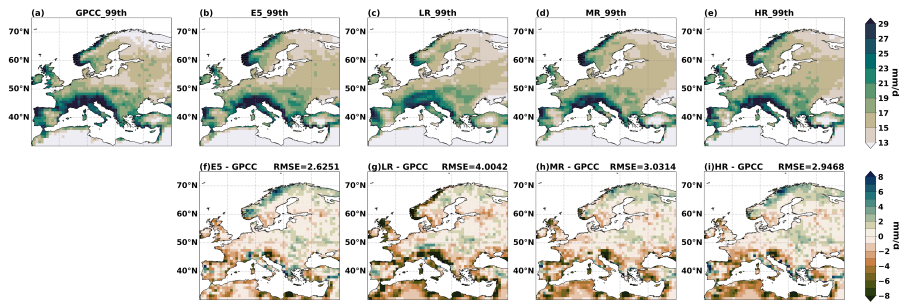 (a) GPCC_99th
(b) E5_99th
(c) LR_99th
(d) MR_99th
(e) HR_99th
70°N
60°N
50°N
40°N
29
27
25
23
21
19
17
15
13
mm/d
(f)E5 - GPCC RMSE=2.6251
(g)LR - GPCC RMSE=4.0042
(h)MR - GPCC RMSE=3.0314
(i)HR - GPCC RMSE=2.9468
70°N
60°N
50°N
40°N
70°N
60°N
50°N
40°N
70°N
60°N
50°N
40°N
70°N
60°N
50°N
40°N
70°N
60°N
50°N
40°N
70°N
60°N
50°N
40°N
70°N
60°N
50°N
40°N
70°N
60°N
50°N
40°N
8
6
4
2
0
−2
−4
−6
−8
mm/d